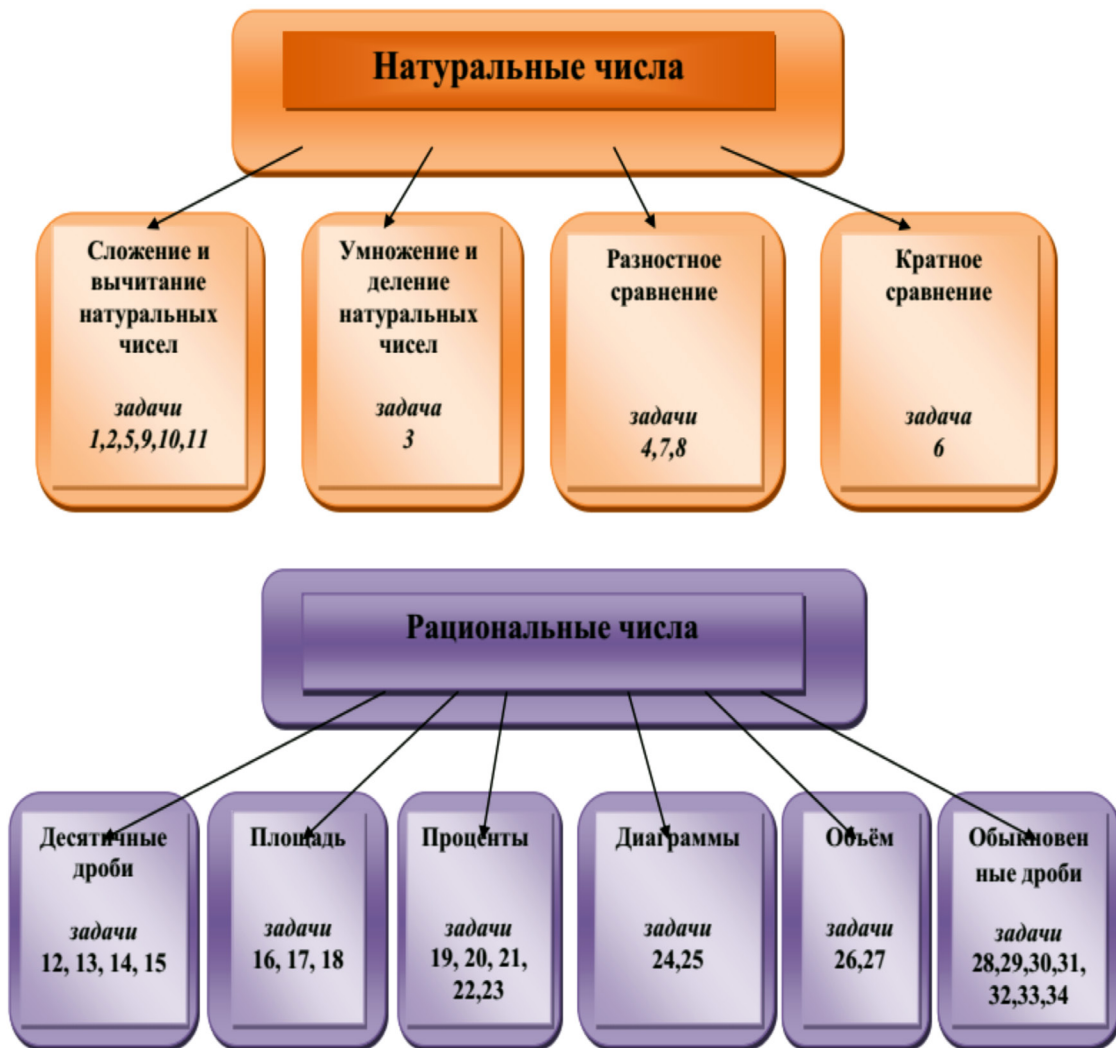 Натуральные числа
Сложение и
вычитание
натуральных
чисел
задачи
1,2,5,9,10,11
Умножение и
деление
натуральных
чисел
задача
3
Разностное
сравнение
задачи
4,7,8
Кратное
сравнение
задача
6
Рациональные числа
Десятичные
дроби
задачи
12, 13, 14, 15
Площадь
задачи
16, 17, 18
Проценты
задачи
19, 20, 21,
22,23
Диаграммы
задачи
24,25
Объём
задачи
26,27
Обыкновен
ные дроби
задачи
28,29,30,31,
32,33,34